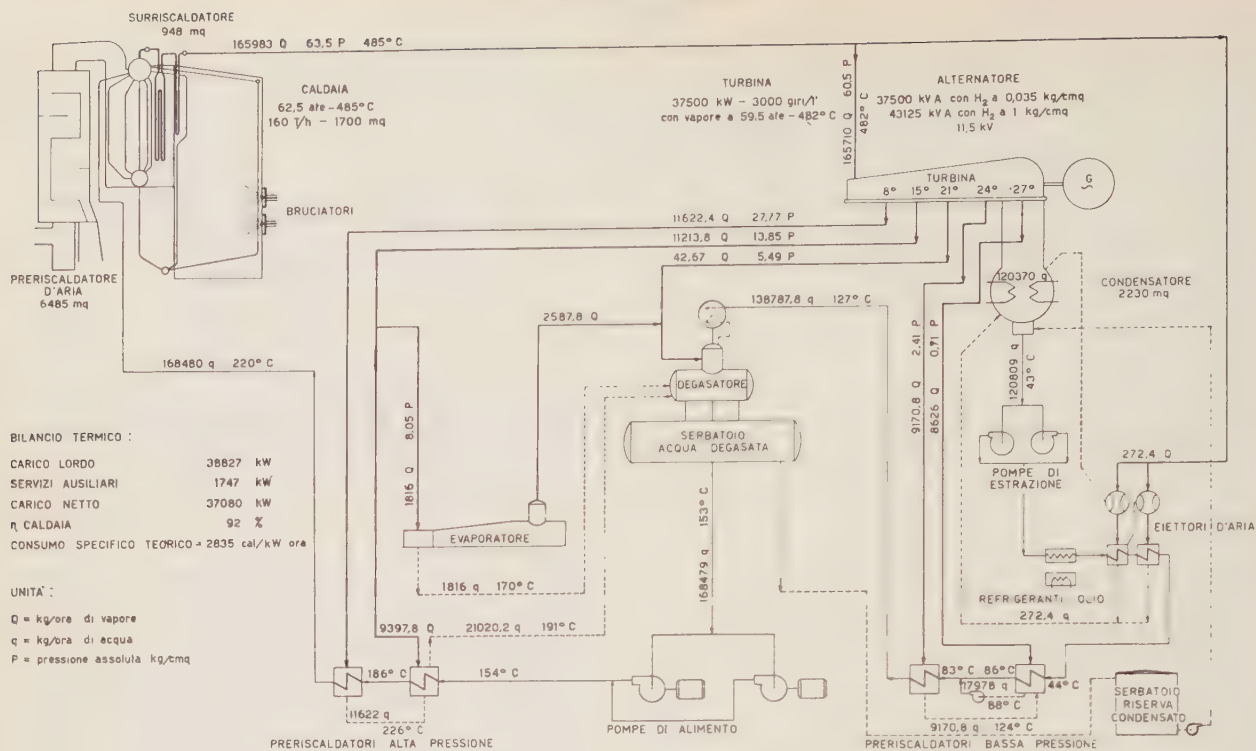 SURRISCALDATORE
948 mq
165983 Q 63,5 P 485° C
CALDAIA
62,5 ate - 485° C
160 T/h - 1700 mq
BRUCIATORI
PRERISCALDATORE
D'ARIA
6485 mq
TURBINA
37500 kW - 3000 giri/1'
con vapore a 59.5 ate - 482° C
165710 Q 60,5 P
482° C
ALTERNATORE
37500 kVA con H2 a 0,035 kg/cmq
43125 kVA con H2 a 1 kg/cmq
11,5 kV
TURBINA
8° 15° 21° 24° 27°
G
11622,4 Q 27,77 P
11213,8 Q 13,85 P
42,67 Q 5,49 P
120370 q
CONDENSATORE
2230 mq
138787,8 q 127° C
2587,8 Q
9170,8 Q 2,41 P
8626 Q 0,71 P
120809 q
43° C
168480 q 220° C
DEGASATORE
SERBATOIO
ACQUA DEGASATA
1816 Q 8,05 P
POMPE DI
ESTRAZIONE
272,4 Q
EIETTORI D'ARIA
BILANCIO TERMICO :
CARICO LORDO 38827 kW
SERVIZI AUSILIARI 1747 kW
CARICO NETTO 37080 kW
η CALDAIA 92 %
CONSUMO SPECIFICO TEORICO = 2835 cal/kW ora
EVAPORATORE
168479 q 153° C
1816 q 170° C
REFRIGERANTI OLIO
272,4 q
UNITA' :
Q = kg/ora di vapore
q = kg/ora di acqua
P = pressione assoluta kg/cmq
9397,8 Q 21020,2 q 191° C
186° C
154° C
11622 q
226° C
PRERISCALDATORI ALTA PRESSIONE
POMPE DI ALIMENTO
83° C 86° C
17978 q
88° C
44° C
9170,8 q 124° C
PRERISCALDATORI BASSA PRESSIONE
SERBATOIO
RISERVA
CONDENSATO